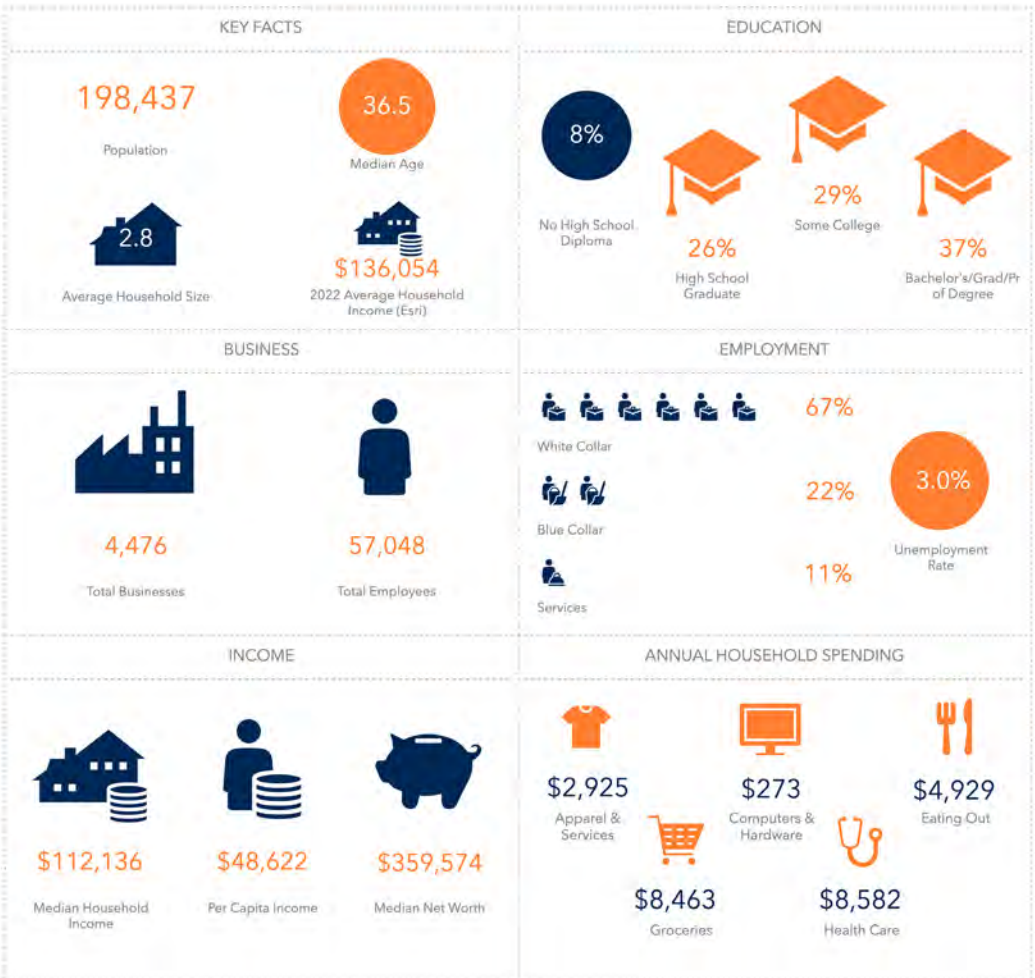 KEY FACTS
198,437
Population
36.5
Median Age
2.8
Average Household Size
$136,054
2022 Average Household
Income (Esri)
EDUCATION
8%
No High School
Diploma
26%
High School
Graduate
29%
Some College
37%
Bachelor's/Grad/Pr
of Degree
BUSINESS
4,476
Total Businesses
57,048
Total Employees
EMPLOYMENT
67%
White Collar
22%
Blue Collar
11%
Services
3.0%
Unemployment
Rate
INCOME
$112,136
Median Household
Income
$48,622
Per Capita Income
$359,574
Median Net Worth
ANNUAL HOUSEHOLD SPENDING
$2,925
Apparel &
Services
$273
Computers &
Hardware
$4,929
Eating Out
$8,463
Groceries
$8,582
Health Care